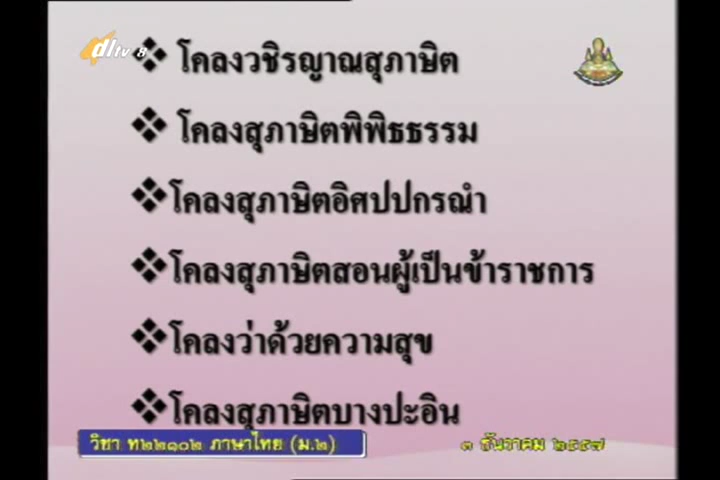 dltv 8
❖ โคลงวชิรญาณสุภาษิต
❖ โคลงสุภาษิตพิพิธธรรม
❖ โคลงสุภาษิตอิศปปกรณำ
❖ โคลงสุภาษิตสอนผู้เป็นข้าราชการ
❖ โคลงว่าด้วยความสุข
❖ โคลงสุภาษิตบางปะอิน
วิชา ท๒๒๑๐๒ ภาษาไทย (ม.๒)
๓ ธันวาคม ๒๕๕๗